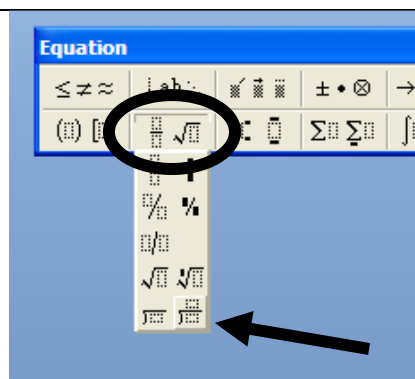 Equation
≤ ≠ ≈
± • ⊗ →
Σ Σ ∫